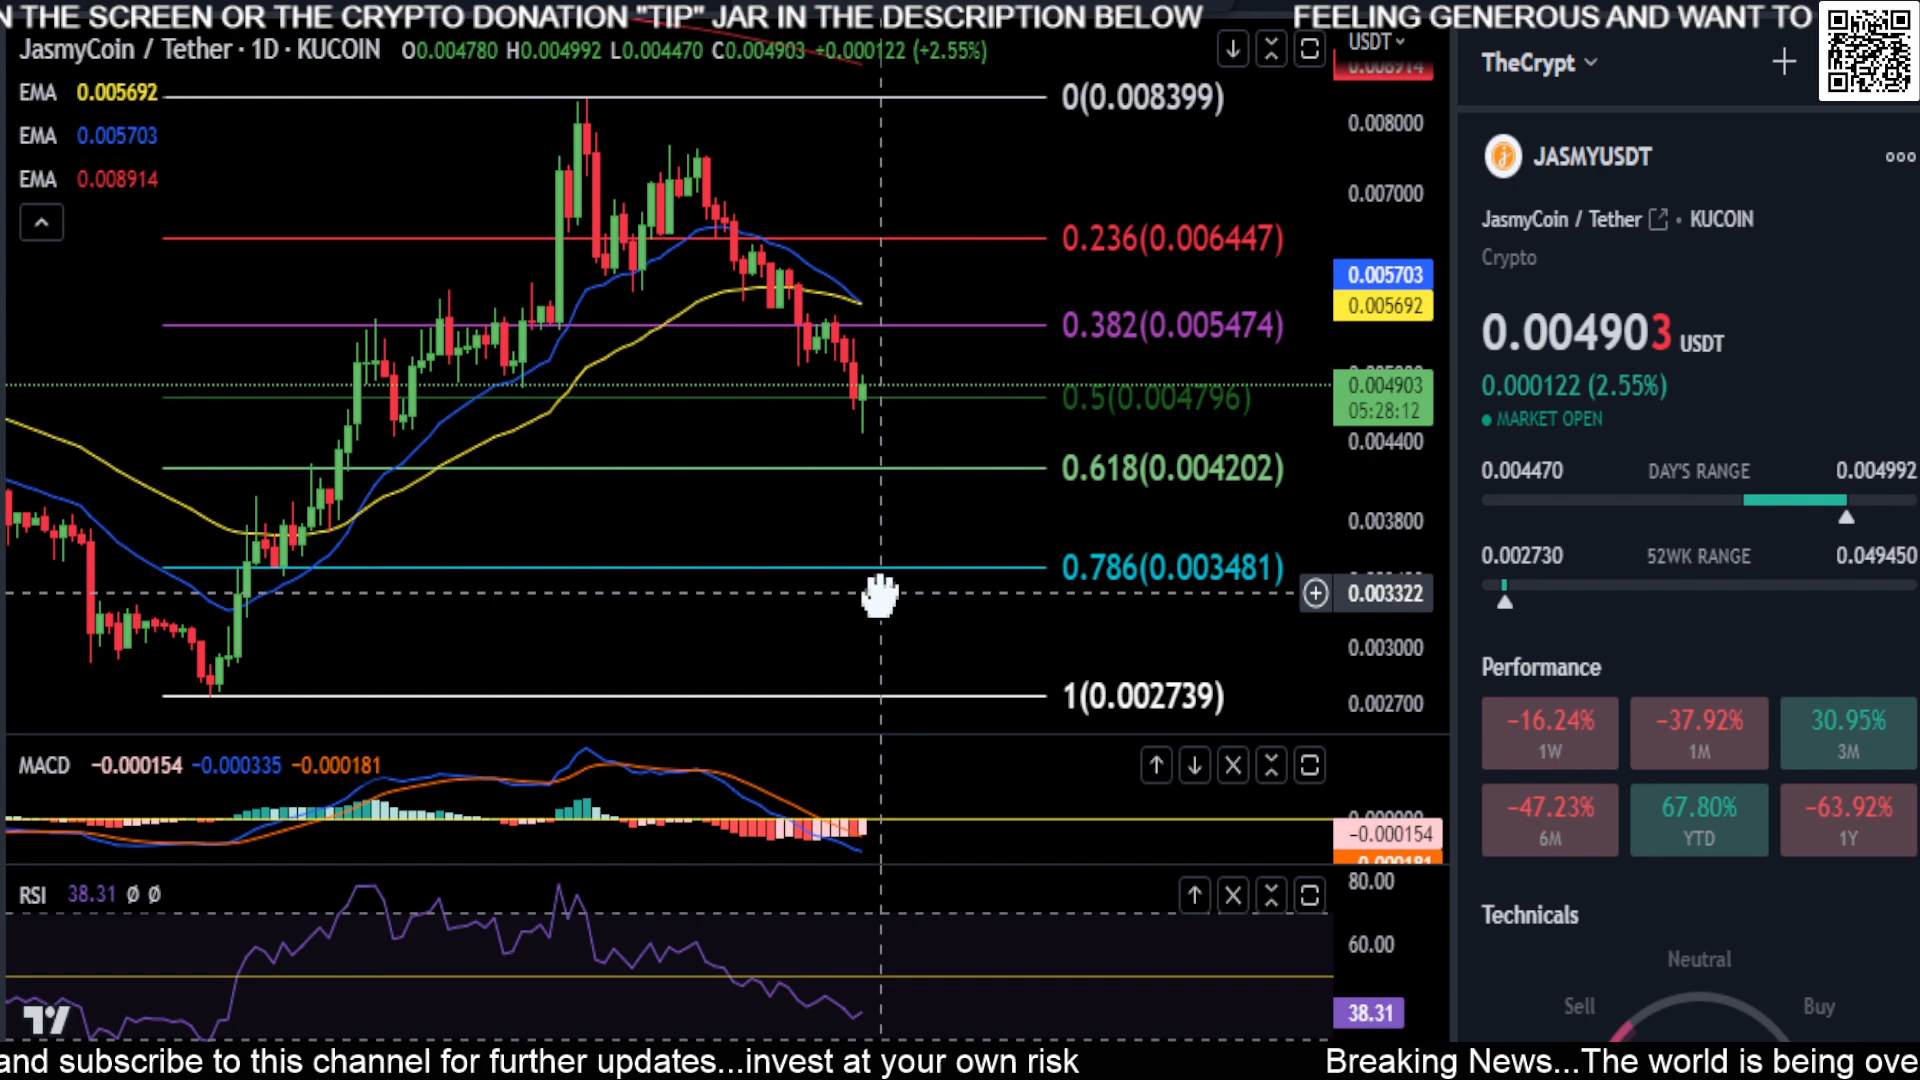 N THE SCREEN OR THE CRYPTO DONATION "TIP" JAR IN THE DESCRIPTION BELOW FEELING GENEROUS AND WANT TO
JasmyCoin / Tether · 1D · KUCOIN O0.004780 H0.004992 L0.004470 C0.004903 +0.000122 (+2.55%)
USDT
0.008914
EMA 0.005692
EMA 0.005703
EMA 0.008914
0(0.008399)
0.236(0.006447)
0.382(0.005474)
0.5(0.004796)
0.618(0.004202)
0.786(0.003481)
1(0.002739)
0.008000
0.007000
0.005703
0.005692
0.004903
05:28:12
0.004400
0.003800
0.003322
0.003000
0.002700
MACD −0.000154 −0.000335 −0.000181
0.000000
−0.000154
−0.000181
RSI 38.31 Ø Ø
80.00
60.00
38.31
TheCrypt
JASMYUSDT
JasmyCoin / Tether • KUCOIN
Crypto
0.004903 USDT
0.000122 (2.55%)
MARKET OPEN
0.004470 DAY'S RANGE 0.004992
0.002730 52WK RANGE 0.049450
Performance
−16.24% −37.92% 30.95%
1W 1M 3M
−47.23% 67.80% −63.92%
6M YTD 1Y
Technicals
Neutral
Sell Buy
and subscribe to this channel for further updates...invest at your own risk Breaking News...The world is being ove